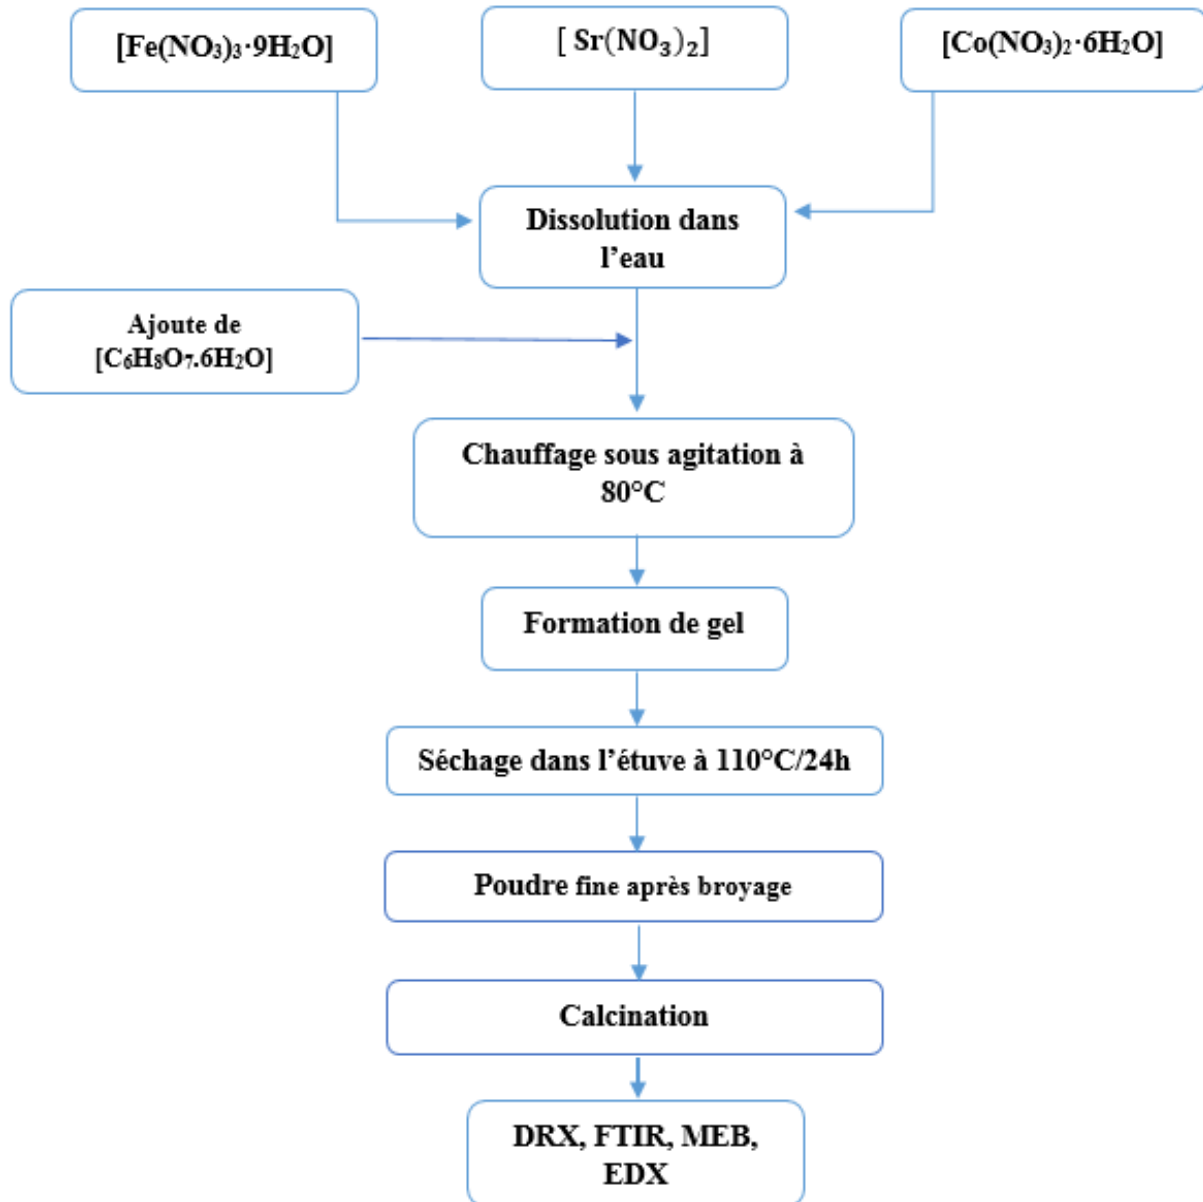 [Fe(NO₃)₃·9H₂O]
[ Sr(NO₃)₂]
[Co(NO₃)₂·6H₂O]
Dissolution dans
l’eau
Ajoute de
[C₆H₈O₇.6H₂O]
Chauffage sous agitation à
80°C
Formation de gel
Séchage dans l’étuve à 110°C/24h
Poudre fine après broyage
Calcination
DRX, FTIR, MEB,
EDX